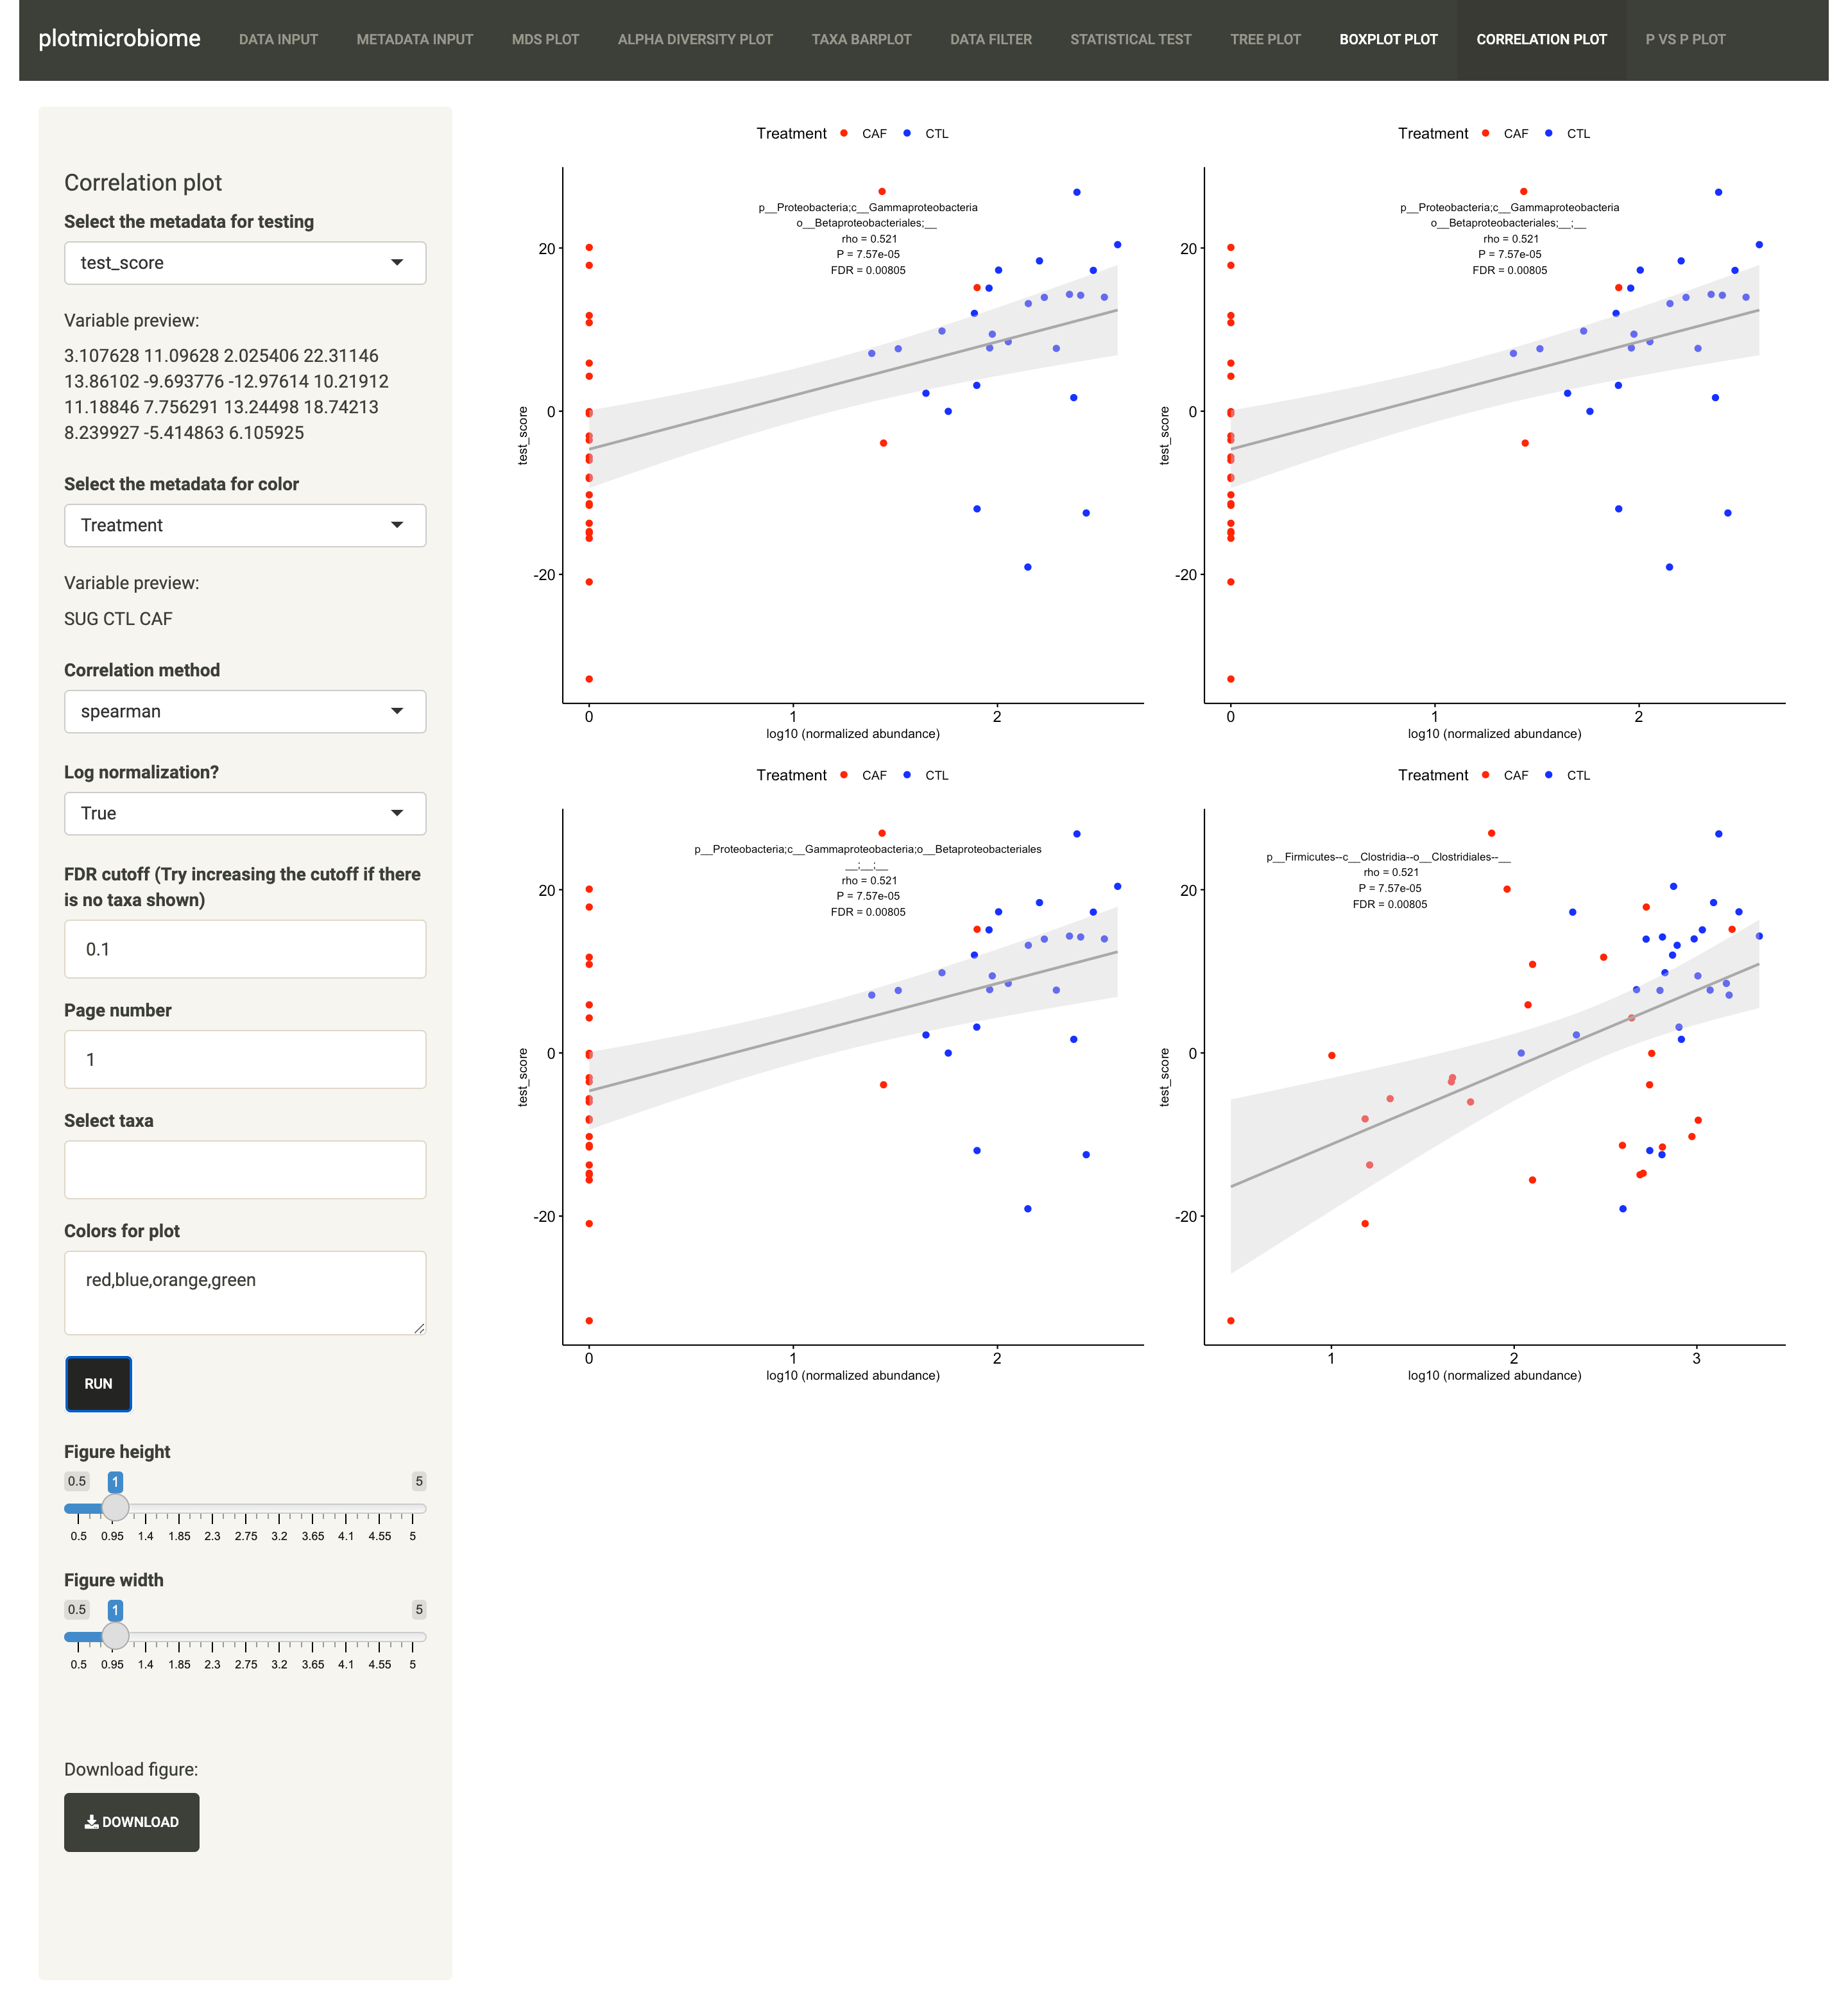 plotmicrobiome DATA INPUT METADATA INPUT MDS PLOT ALPHA DIVERSITY PLOT TAXA BARPLOT DATA FILTER STATISTICAL TEST TREE PLOT BOXPLOT PLOT CORRELATION PLOT P VS P PLOT
Correlation plot
Select the metadata for testing
test_score
Variable preview:
3.107628 11.09628 2.025406 22.31146
13.86102 -9.693776 -12.97614 10.21912
11.18846 7.756291 13.24498 18.74213
8.239927 -5.414863 6.105925
Select the metadata for color
Treatment
Variable preview:
SUG CTL CAF
Correlation method
spearman
Log normalization?
True
FDR cutoff (Try increasing the cutoff if there
is no taxa shown)
0.1
Page number
1
Select taxa
Colors for plot
red,blue,orange,green
RUN
Figure height
0.5 1 5
0.5 0.95 1.4 1.85 2.3 2.75 3.2 3.65 4.1 4.55 5
Figure width
0.5 1 5
0.5 0.95 1.4 1.85 2.3 2.75 3.2 3.65 4.1 4.55 5
Download figure:
DOWNLOAD
Treatment CAF CTL
p__Proteobacteria;c__Gammaproteobacteria
o__Betaproteobacteriales;__
rho = 0.521
P = 7.57e-05
FDR = 0.00805
20
0
-20
test_score
0 1 2
log10 (normalized abundance)
Treatment CAF CTL
p__Proteobacteria;c__Gammaproteobacteria
o__Betaproteobacteriales;__;__
rho = 0.521
P = 7.57e-05
FDR = 0.00805
20
0
-20
test_score
0 1 2
log10 (normalized abundance)
Treatment CAF CTL
p__Proteobacteria;c__Gammaproteobacteria;o__Betaproteobacteriales
__;__;__
rho = 0.521
P = 7.57e-05
FDR = 0.00805
20
0
-20
test_score
0 1 2
log10 (normalized abundance)
Treatment CAF CTL
p__Firmicutes--c__Clostridia--o__Clostridiales--__
rho = 0.521
P = 7.57e-05
FDR = 0.00805
20
0
-20
test_score
1 2 3
log10 (normalized abundance)